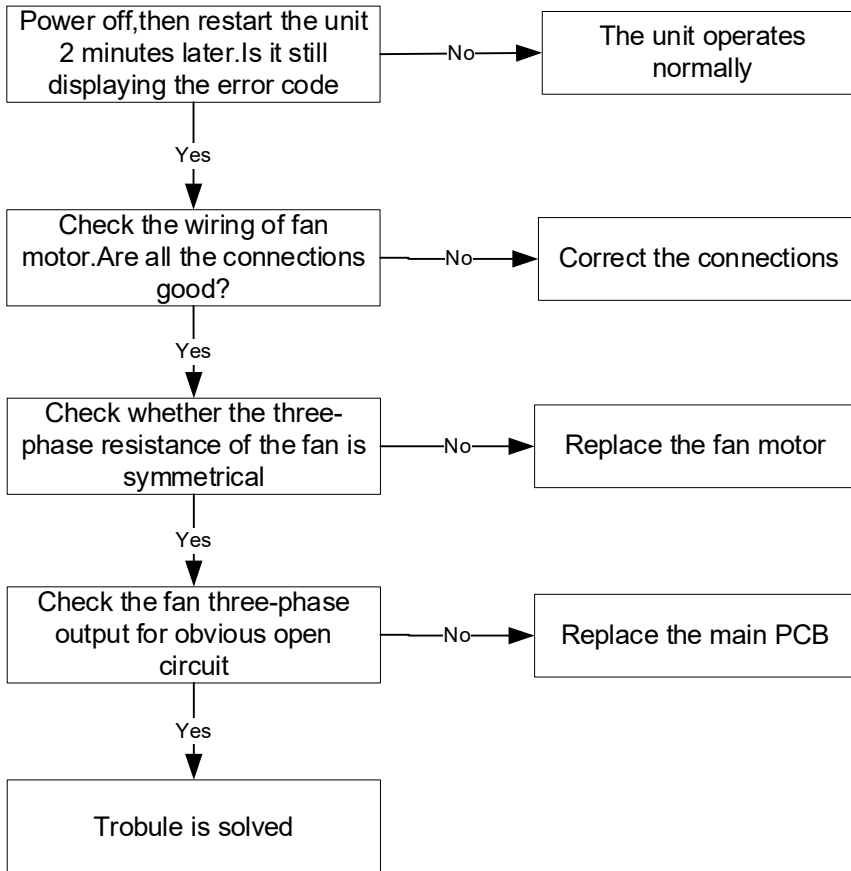 Power off,then restart the unit
2 minutes later.Is it still
displaying the error code
No
The unit operates
normally
Yes
Check the wiring of fan
motor.Are all the connections
good?
No
Correct the connections
Yes
Check whether the three-
phase resistance of the fan is
symmetrical
No
Replace the fan motor
Yes
Check the fan three-phase
output for obvious open
circuit
No
Replace the main PCB
Yes
Trobule is solved